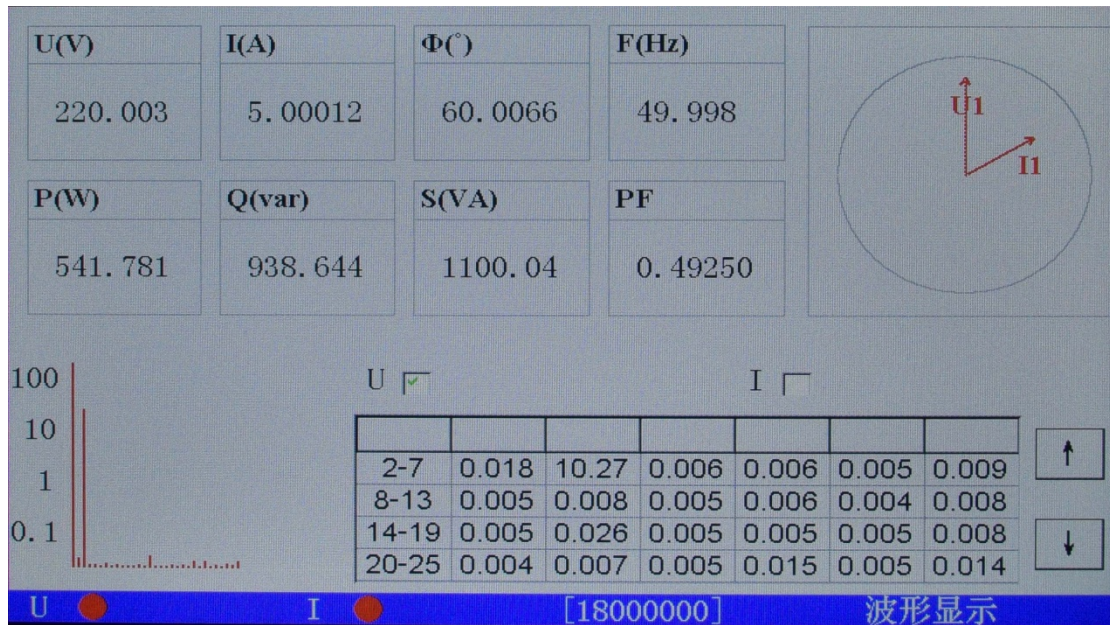 U(V) I(A) Φ(°) F(Hz)
220.003 5.00012 60.0066 49.998
U1
I1
P(W) Q(var) S(VA) PF
541.781 938.644 1100.04 0.49250
100
10
1
0.1
U I
2-7 0.018 10.27 0.006 0.006 0.005 0.009
8-13 0.005 0.008 0.005 0.006 0.004 0.008
14-19 0.005 0.026 0.005 0.005 0.005 0.008
20-25 0.004 0.007 0.005 0.015 0.005 0.014
U I [18000000] 波形显示